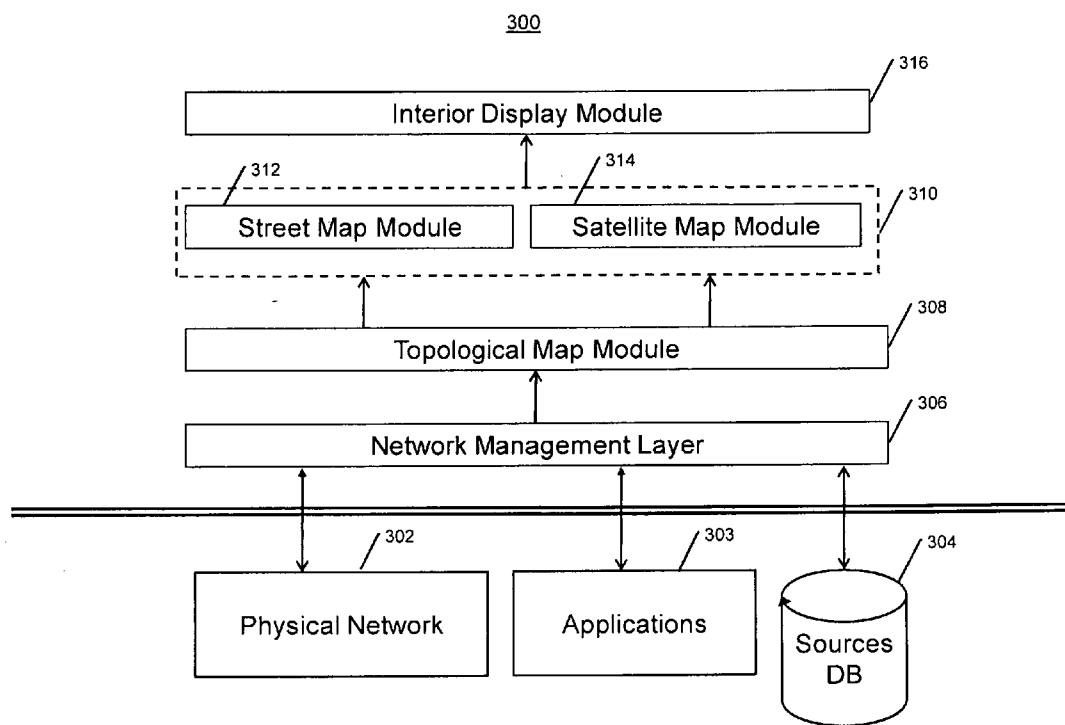 300
316
Interior Display Module
312
314
310
Street Map Module
Satellite Map Module
308
Topological Map Module
306
Network Management Layer
302
303
304
Physical Network
Applications
Sources
DB